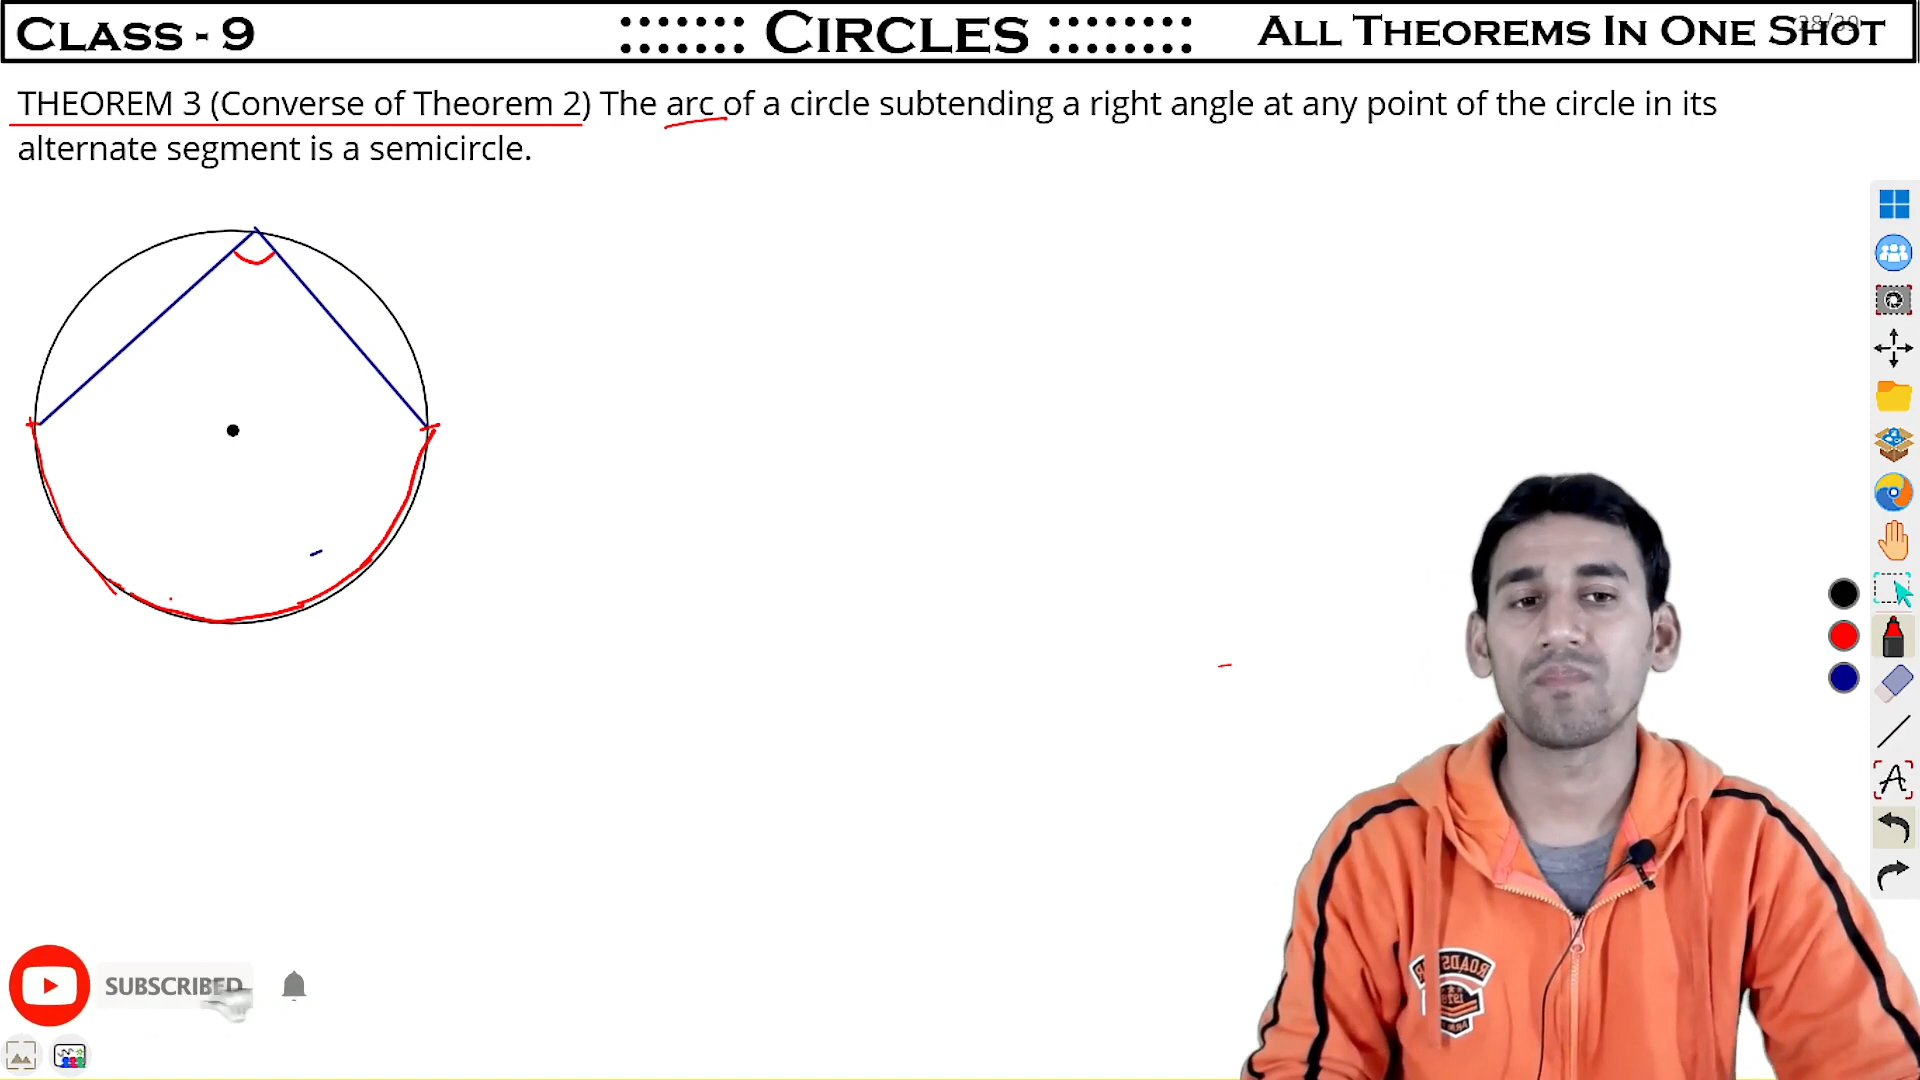 CLASS - 9
:::::::: CIRCLES ::::::::
ALL THEOREMS IN ONE SHOT
THEOREM 3 (Converse of Theorem 2) The arc of a circle subtending a right angle at any point of the circle in its
alternate segment is a semicircle.
SUBSCRIBED